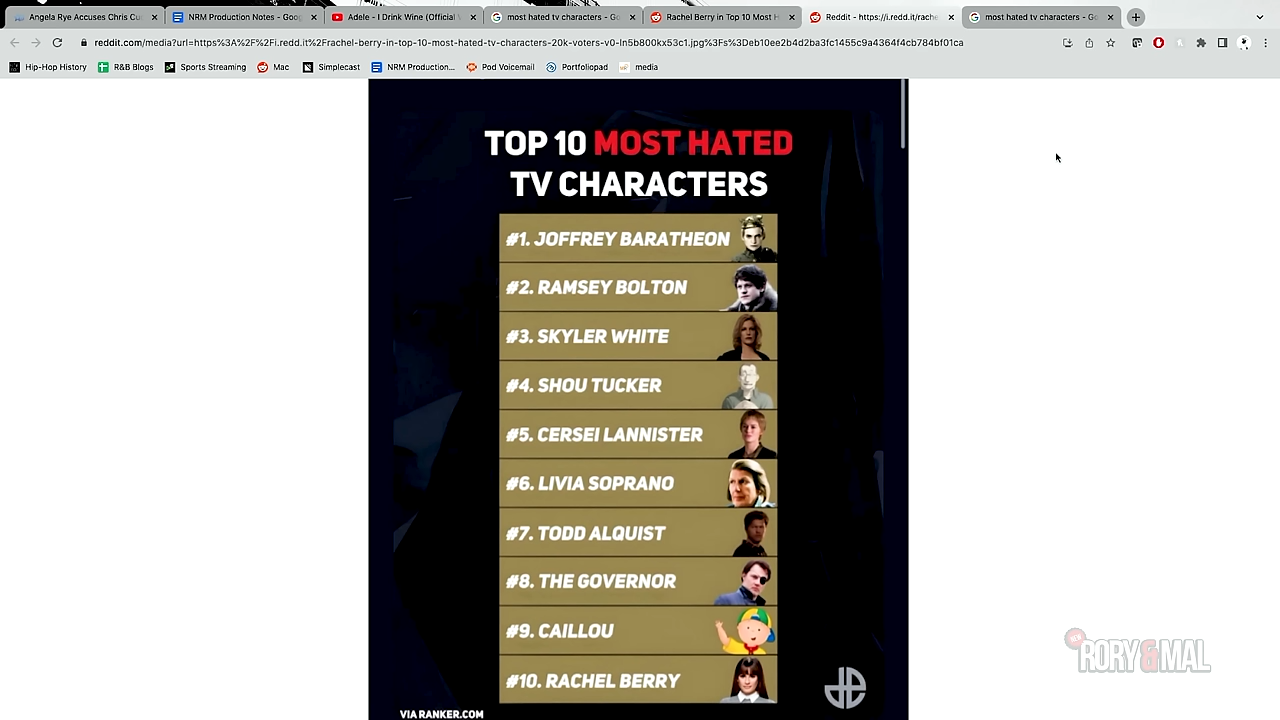 Angela Rye Accuses Chris Cu
NRM Production Notes - Goo
Adele - I Drink Wine (Official V
most hated tv characters - Go
Rachel Berry in Top 10 Most H
Reddit - https://i.redd.it/rache
most hated tv characters - Go
reddit.com/media?url=https%3A%2F%2Fi.redd.it%2Frachel-berry-in-top-10-most-hated-tv-characters-20k-voters-v0-ln5b800kx53c1.jpg%3Fs%3Deb10ee2b4d2ba3fc1455c9a4364f4cb784bf01ca
Hip-Hop History
R&B Blogs
Sports Streaming
Mac
Simplecast
NRM Production...
Pod Voicemail
Portfoliopad
media
TOP 10 MOST HATED
TV CHARACTERS
#1. JOFFREY BARATHEON
#2. RAMSEY BOLTON
#3. SKYLER WHITE
#4. SHOU TUCKER
#5. CERSEI LANNISTER
#6. LIVIA SOPRANO
#7. TODD ALQUIST
#8. THE GOVERNOR
#9. CAILLOU
#10. RACHEL BERRY
VIA RANKER.COM
NEW
RORY&MAL